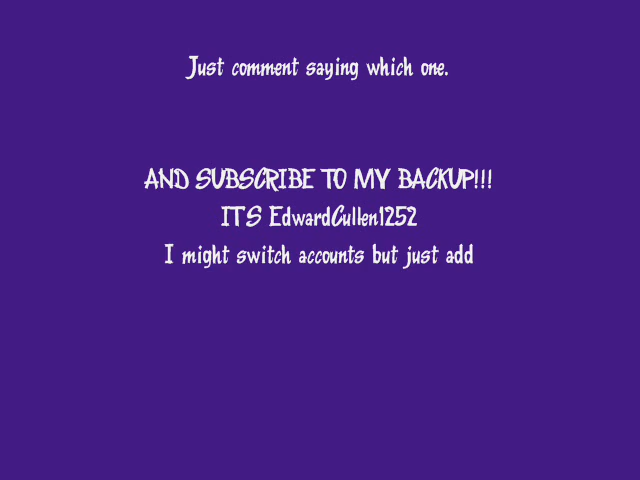 Just comment saying which one.
AND SUBSCRIBE TO MY BACKUP!!!
ITS EdwardCullen1252
I might switch accounts but just add